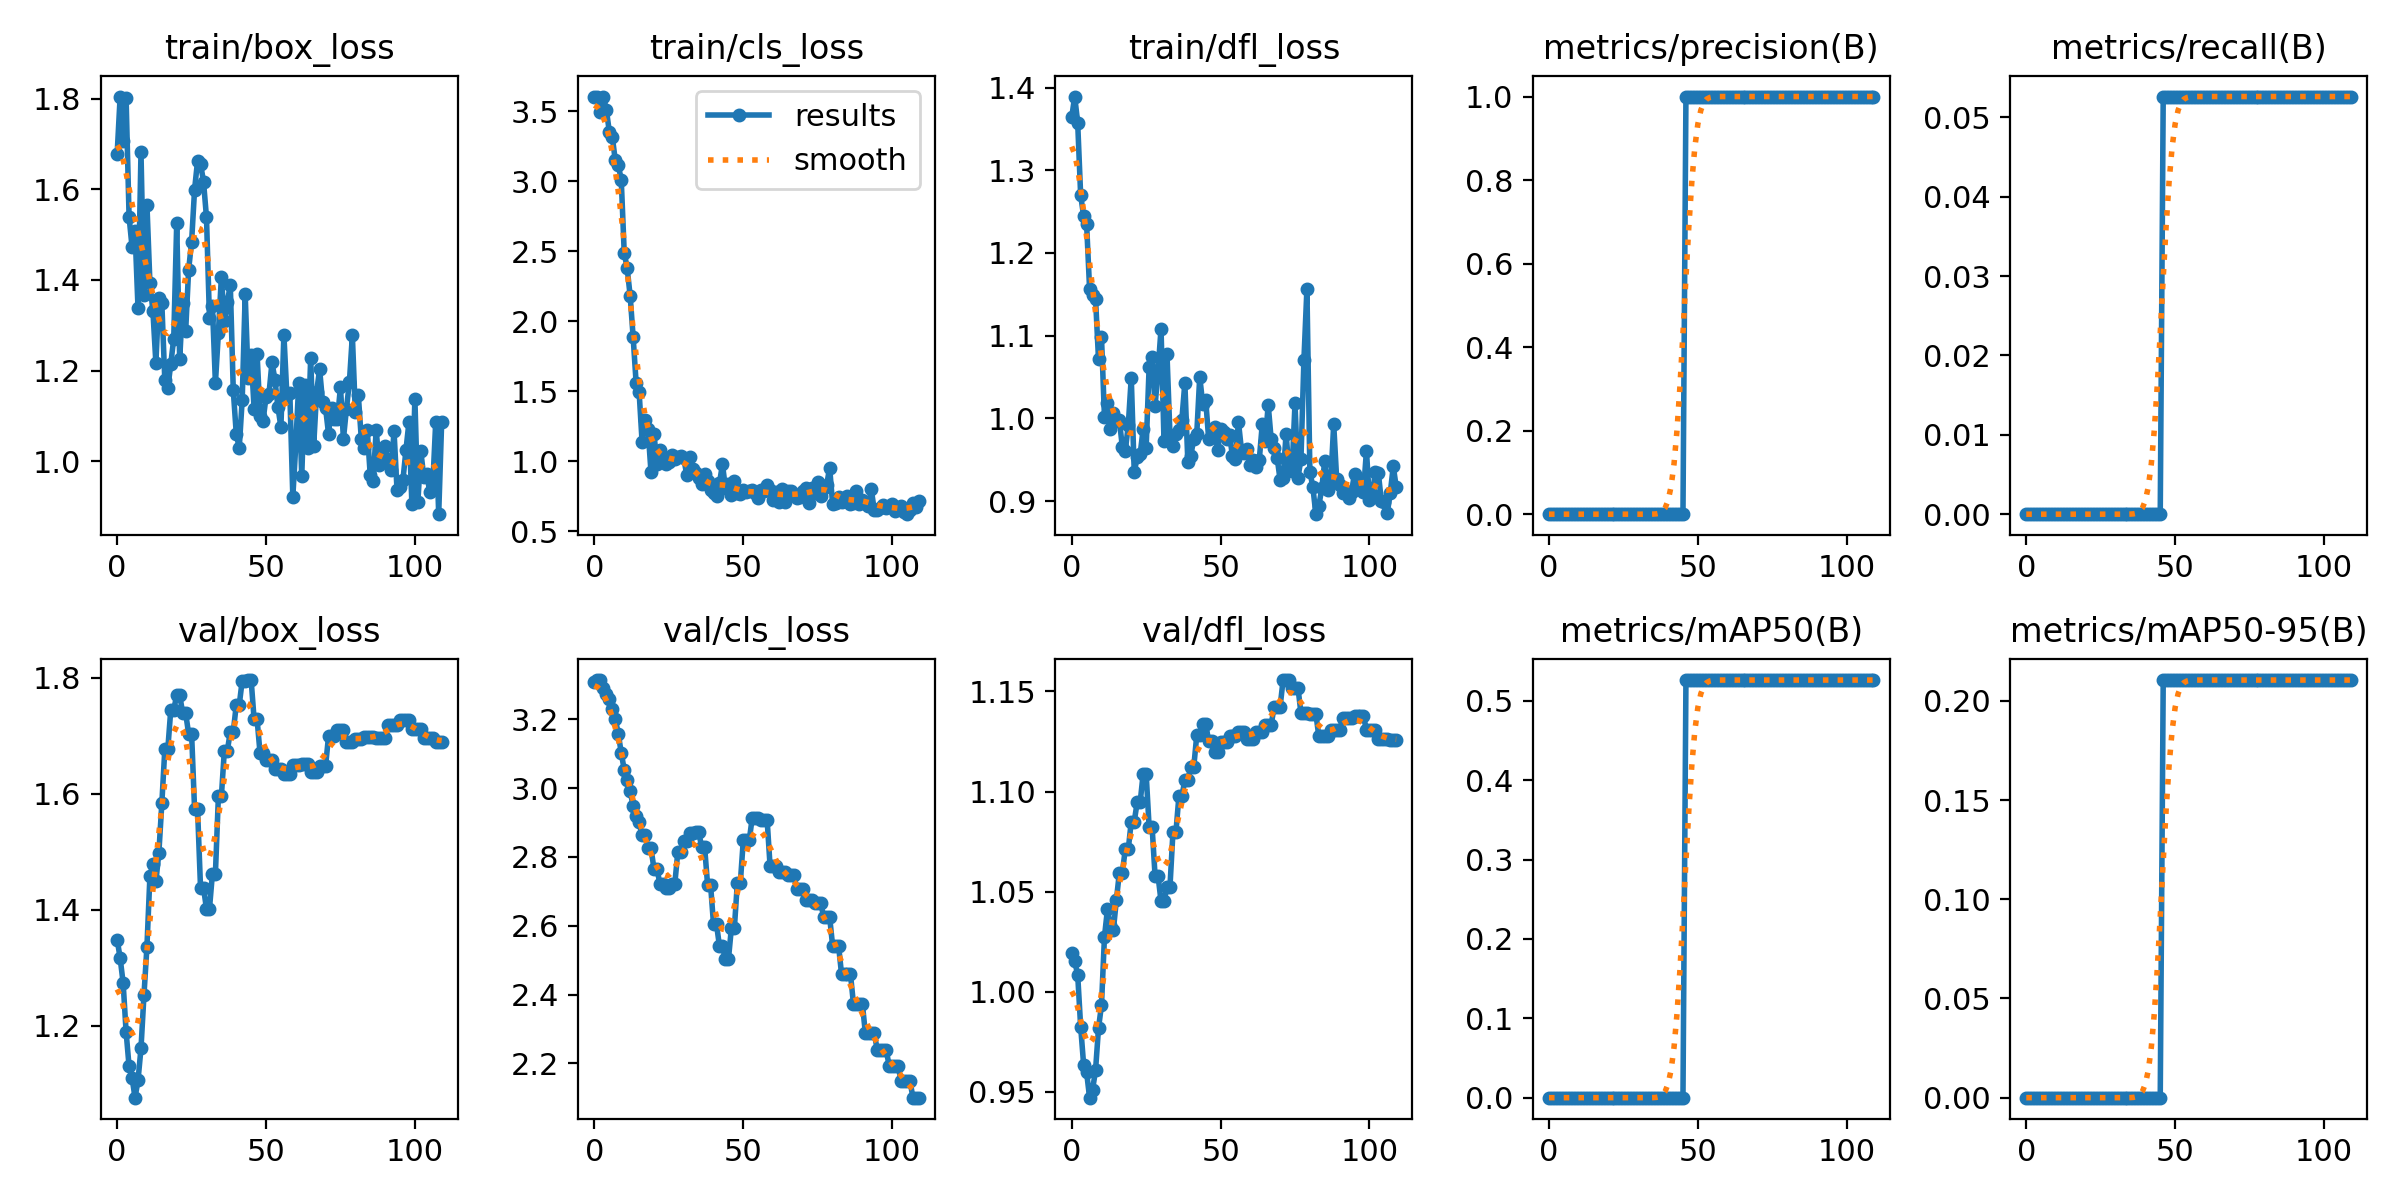 train/box_loss
train/cls_loss
train/dfl_loss
metrics/precision(B)
metrics/recall(B)
1.8
1.6
1.4
1.2
1.0
0 50 100
3.5
3.0
2.5
2.0
1.5
1.0
0.5
0 50 100
results
smooth
1.4
1.3
1.2
1.1
1.0
0.9
0 50 100
1.0
0.8
0.6
0.4
0.2
0.0
0 50 100
0.05
0.04
0.03
0.02
0.01
0.00
0 50 100
val/box_loss
val/cls_loss
val/dfl_loss
metrics/mAP50(B)
metrics/mAP50-95(B)
1.8
1.6
1.4
1.2
0 50 100
3.2
3.0
2.8
2.6
2.4
2.2
0 50 100
1.15
1.10
1.05
1.00
0.95
0 50 100
0.5
0.4
0.3
0.2
0.1
0.0
0 50 100
0.20
0.15
0.10
0.05
0.00
0 50 100